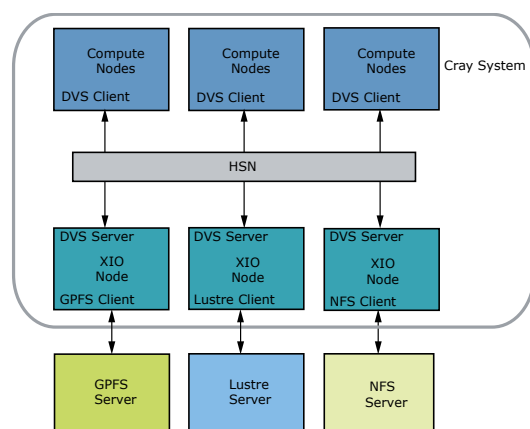 Compute
Nodes
DVS Client
Compute
Nodes
DVS Client
Compute
Nodes
DVS Client
Cray System
HSN
DVS Server
XIO
Node
GPFS Client
DVS Server
XIO
Node
Lustre Client
DVS Server
XIO
Node
NFS Client
GPFS
Server
Lustre
Server
NFS
Server